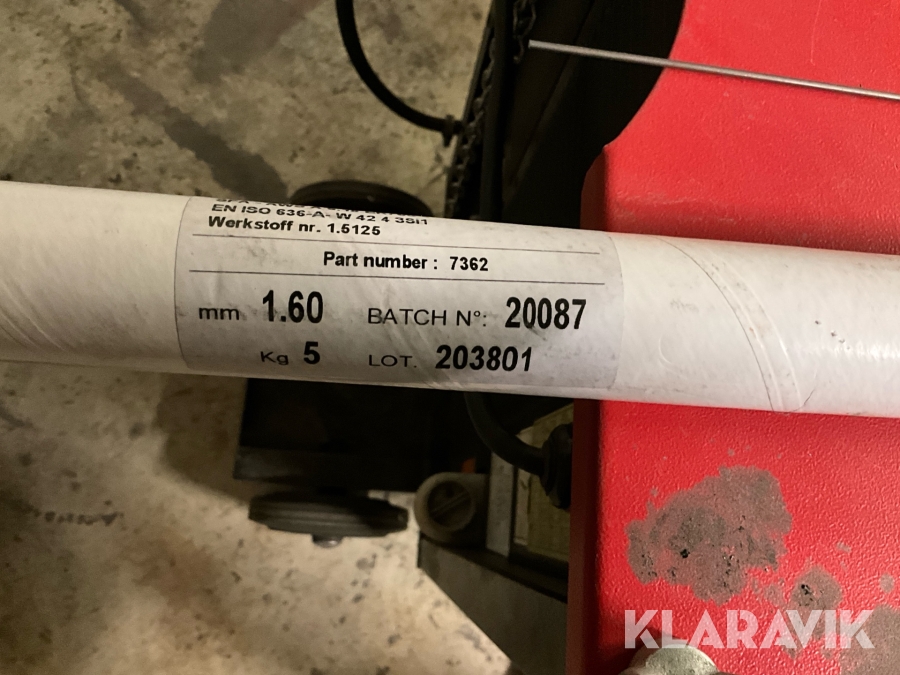 EN ISO 636-A- W 42 4 3Si1
Werkstoff nr. 1.5125
Part number : 7362
mm 1.60 BATCH N°: 20087
Kg 5 LOT. 203801
KLARAVIK